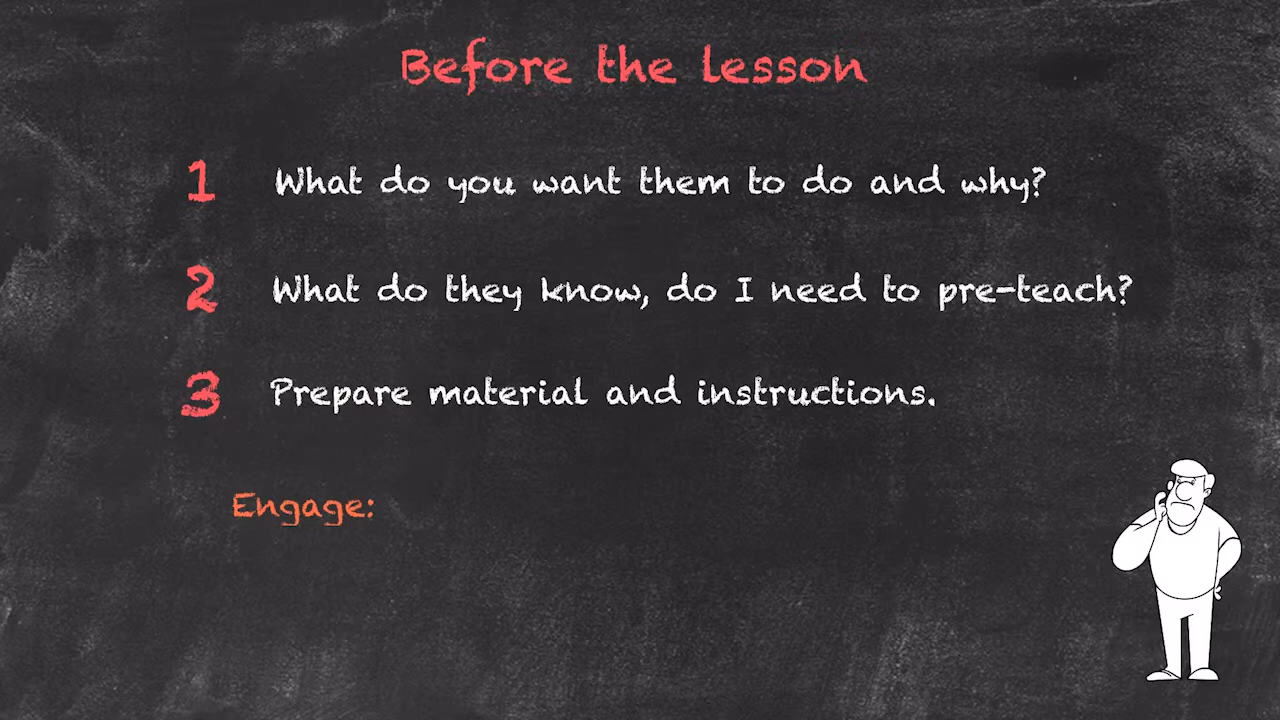 Before the lesson
1 What do you want them to do and why?
2 What do they know, do I need to pre-teach?
3 Prepare material and instructions.
Engage: